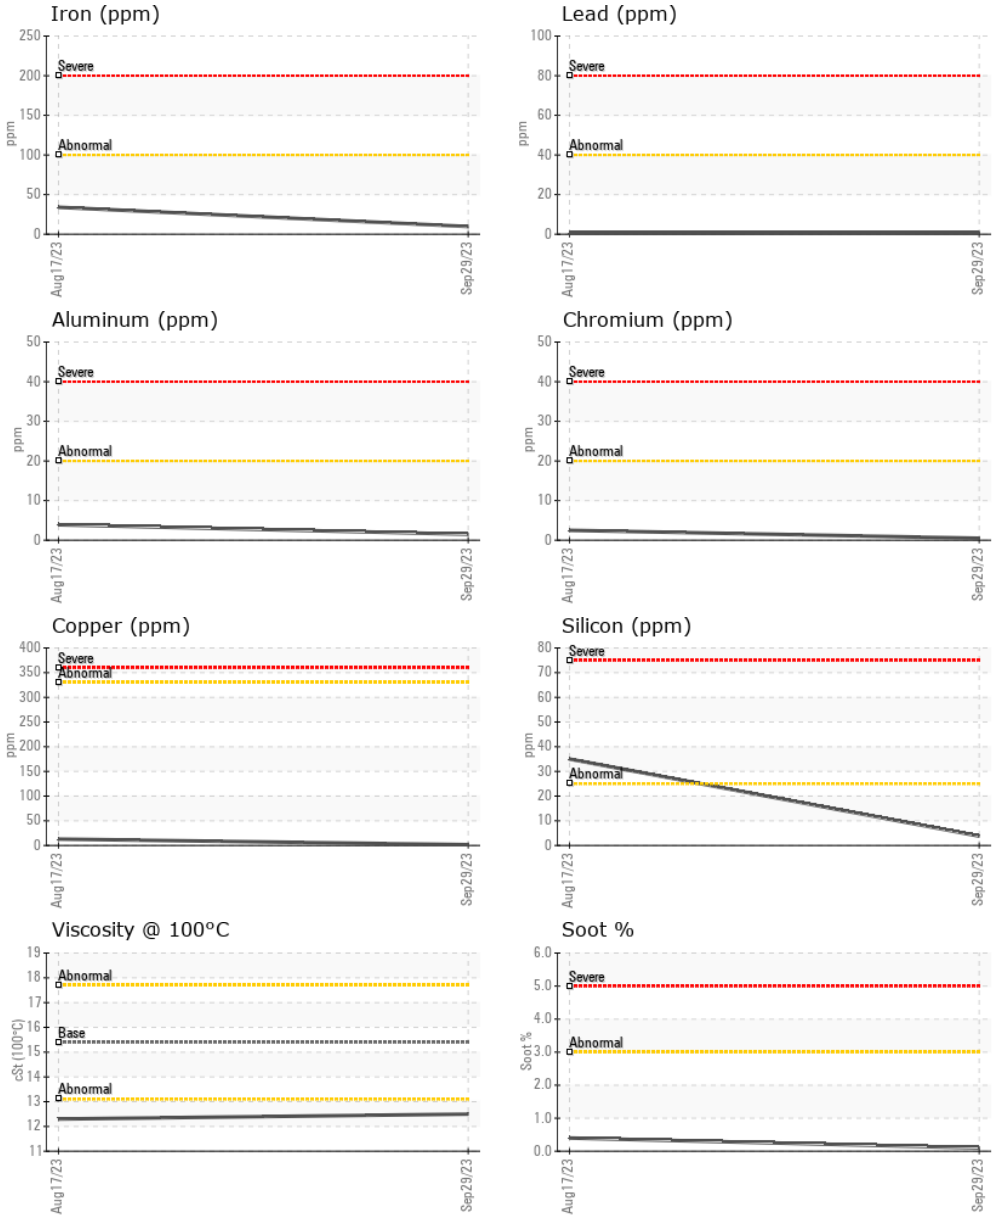 Iron (ppm)
250
200
150
100
50
0
ppm
Severe
Abnormal
Aug17/23
Sep29/23
Lead (ppm)
100
80
60
40
20
0
ppm
Severe
Abnormal
Aug17/23
Sep29/23
Aluminum (ppm)
50
40
30
20
10
0
ppm
Severe
Abnormal
Aug17/23
Sep29/23
Chromium (ppm)
50
40
30
20
10
0
ppm
Severe
Abnormal
Aug17/23
Sep29/23
Copper (ppm)
400
350
300
250
200
150
100
50
0
ppm
Severe
Abnormal
Aug17/23
Sep29/23
Silicon (ppm)
80
70
60
50
40
30
20
10
0
ppm
Severe
Abnormal
Aug17/23
Sep29/23
Viscosity @ 100°C
19
18
17
16
15
14
13
12
11
cSt (100°C)
Abnormal
Base
Abnormal
Aug17/23
Sep29/23
Soot %
6.0
5.0
4.0
3.0
2.0
1.0
0.0
Soot %
Severe
Abnormal
Aug17/23
Sep29/23